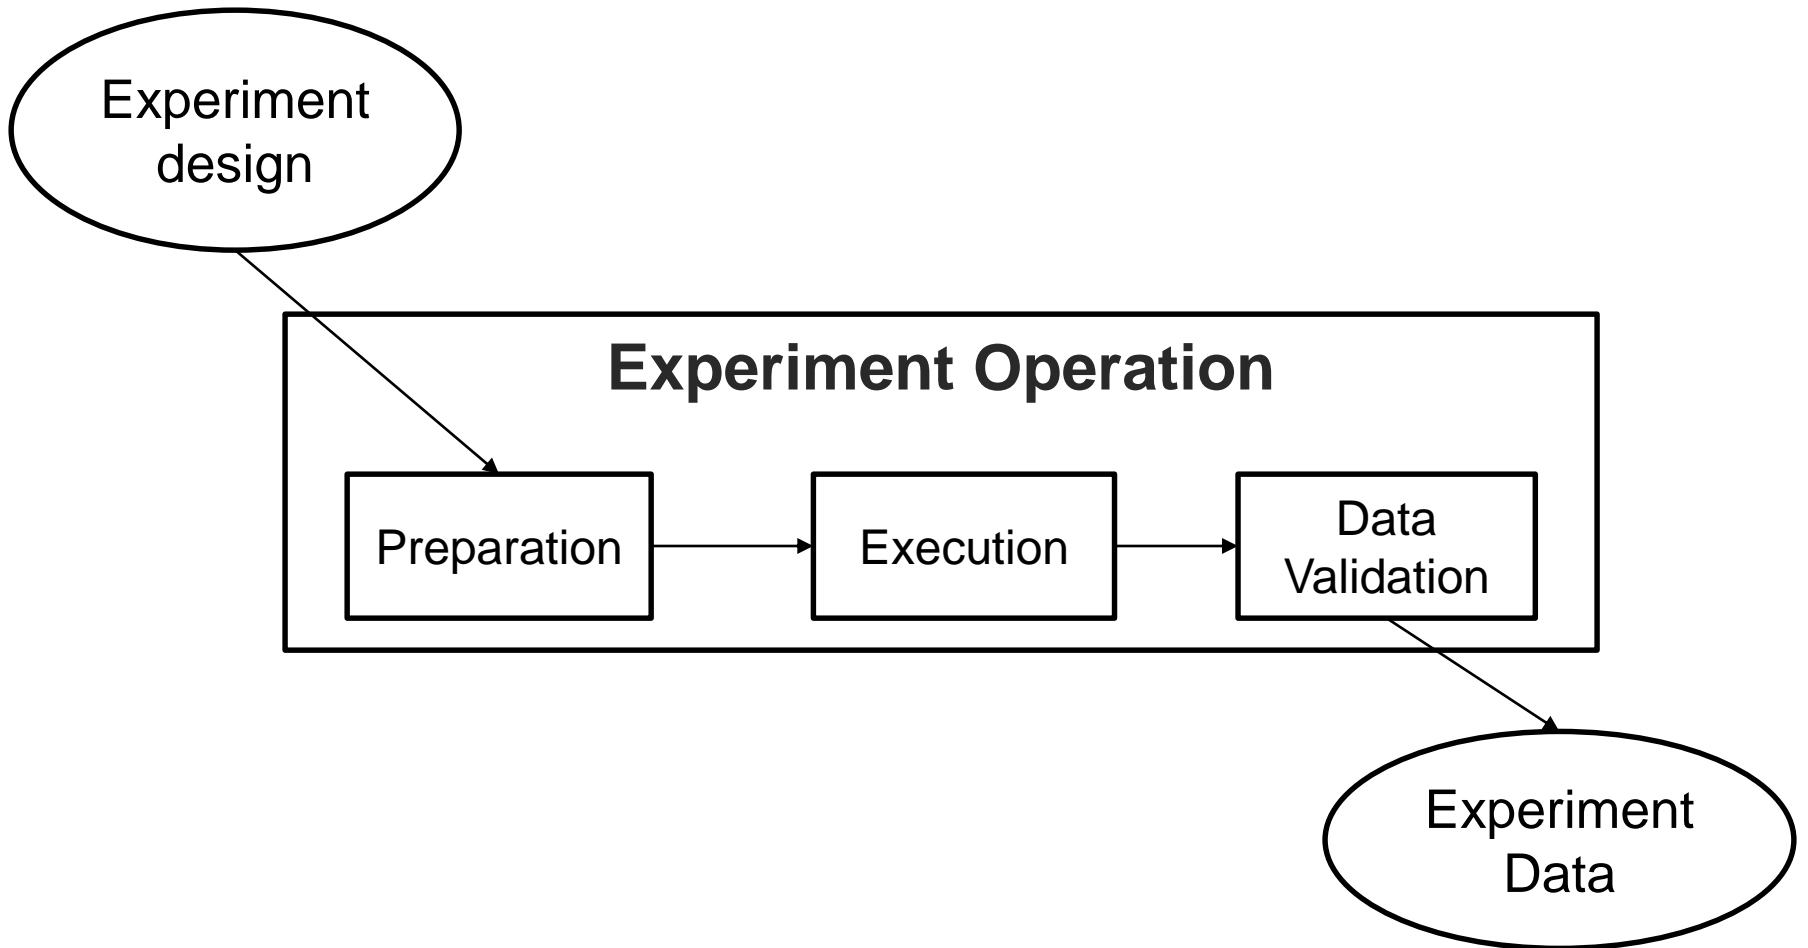 Experiment
design
Experiment Operation
Preparation
Execution
Data
Validation
Experiment
Data